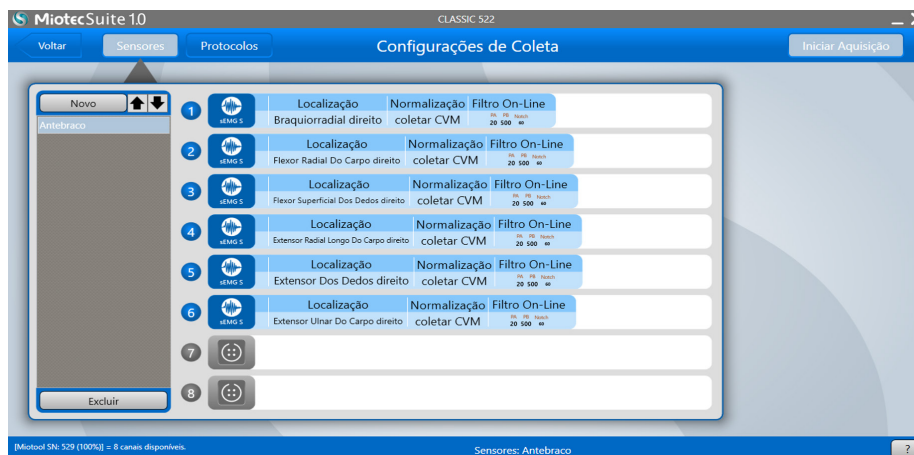 MiotecSuite 1.0 CLASSIC 522
Voltar Sensores Protocolos Configurações de Coleta Iniciar Aquisição
Novo
Antebraco
1 sEMG S Localização Normalização Filtro On-Line
Braquiorradial direito coletar CVM PA PB Notch
20 500 60
2 sEMG S Localização Normalização Filtro On-Line
Flexor Radial Do Carpo direito coletar CVM PA PB Notch
20 500 60
3 sEMG S Localização Normalização Filtro On-Line
Flexor Superficial Dos Dedos direito coletar CVM PA PB Notch
20 500 60
4 sEMG S Localização Normalização Filtro On-Line
Extensor Radial Longo Do Carpo direito coletar CVM PA PB Notch
20 500 60
5 sEMG S Localização Normalização Filtro On-Line
Extensor Dos Dedos direito coletar CVM PA PB Notch
20 500 60
6 sEMG S Localização Normalização Filtro On-Line
Extensor Ulnar Do Carpo direito coletar CVM PA PB Notch
20 500 60
7
8
Excluir
[Miotool SN: 529 (100%)] = 8 canais disponíveis. Sensores: Antebraco ?